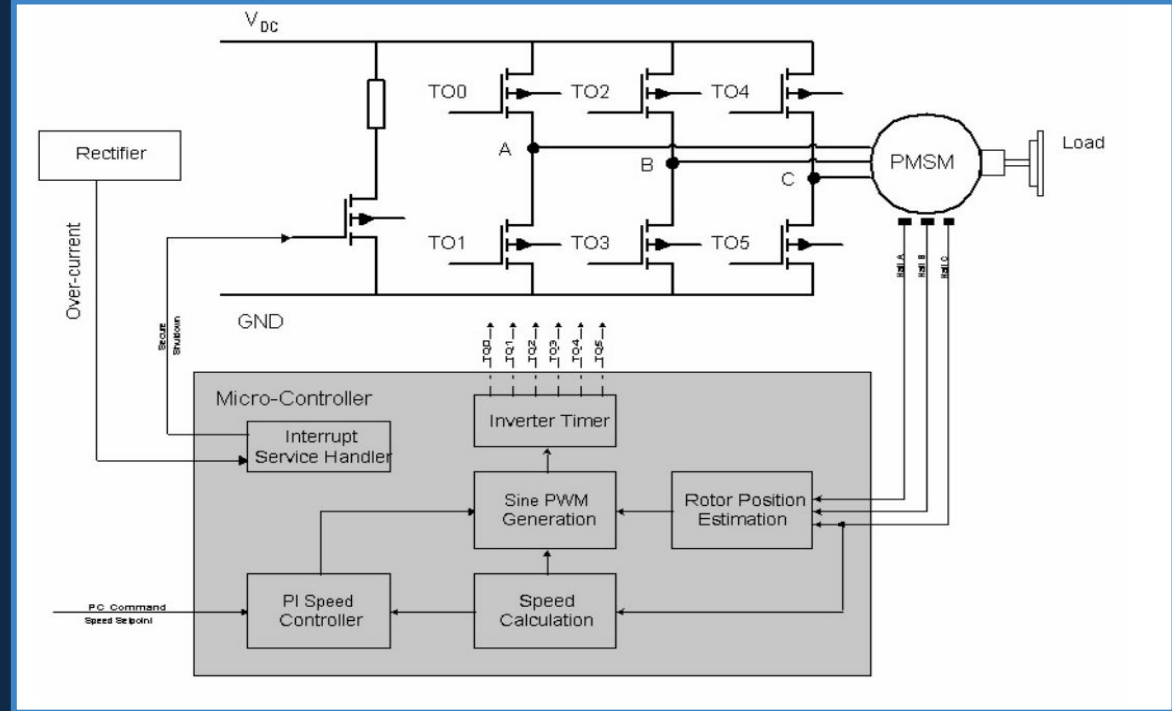 V DC
TO0
TO2
TO4
Rectifier
A
B
C
PMSM
Load
Over-current
TO1
TO3
TO5
Hall A
Hall B
Hall C
Secure
Shutdown
GND
TO0
TO1
TO2
TO3
TO4
TO5
Micro-Controller
Inverter Timer
Interrupt
Service Handler
Sine PWM
Generation
Rotor Position
Estimation
PC Command
Speed Setpoint
PI Speed
Controller
Speed
Calculation